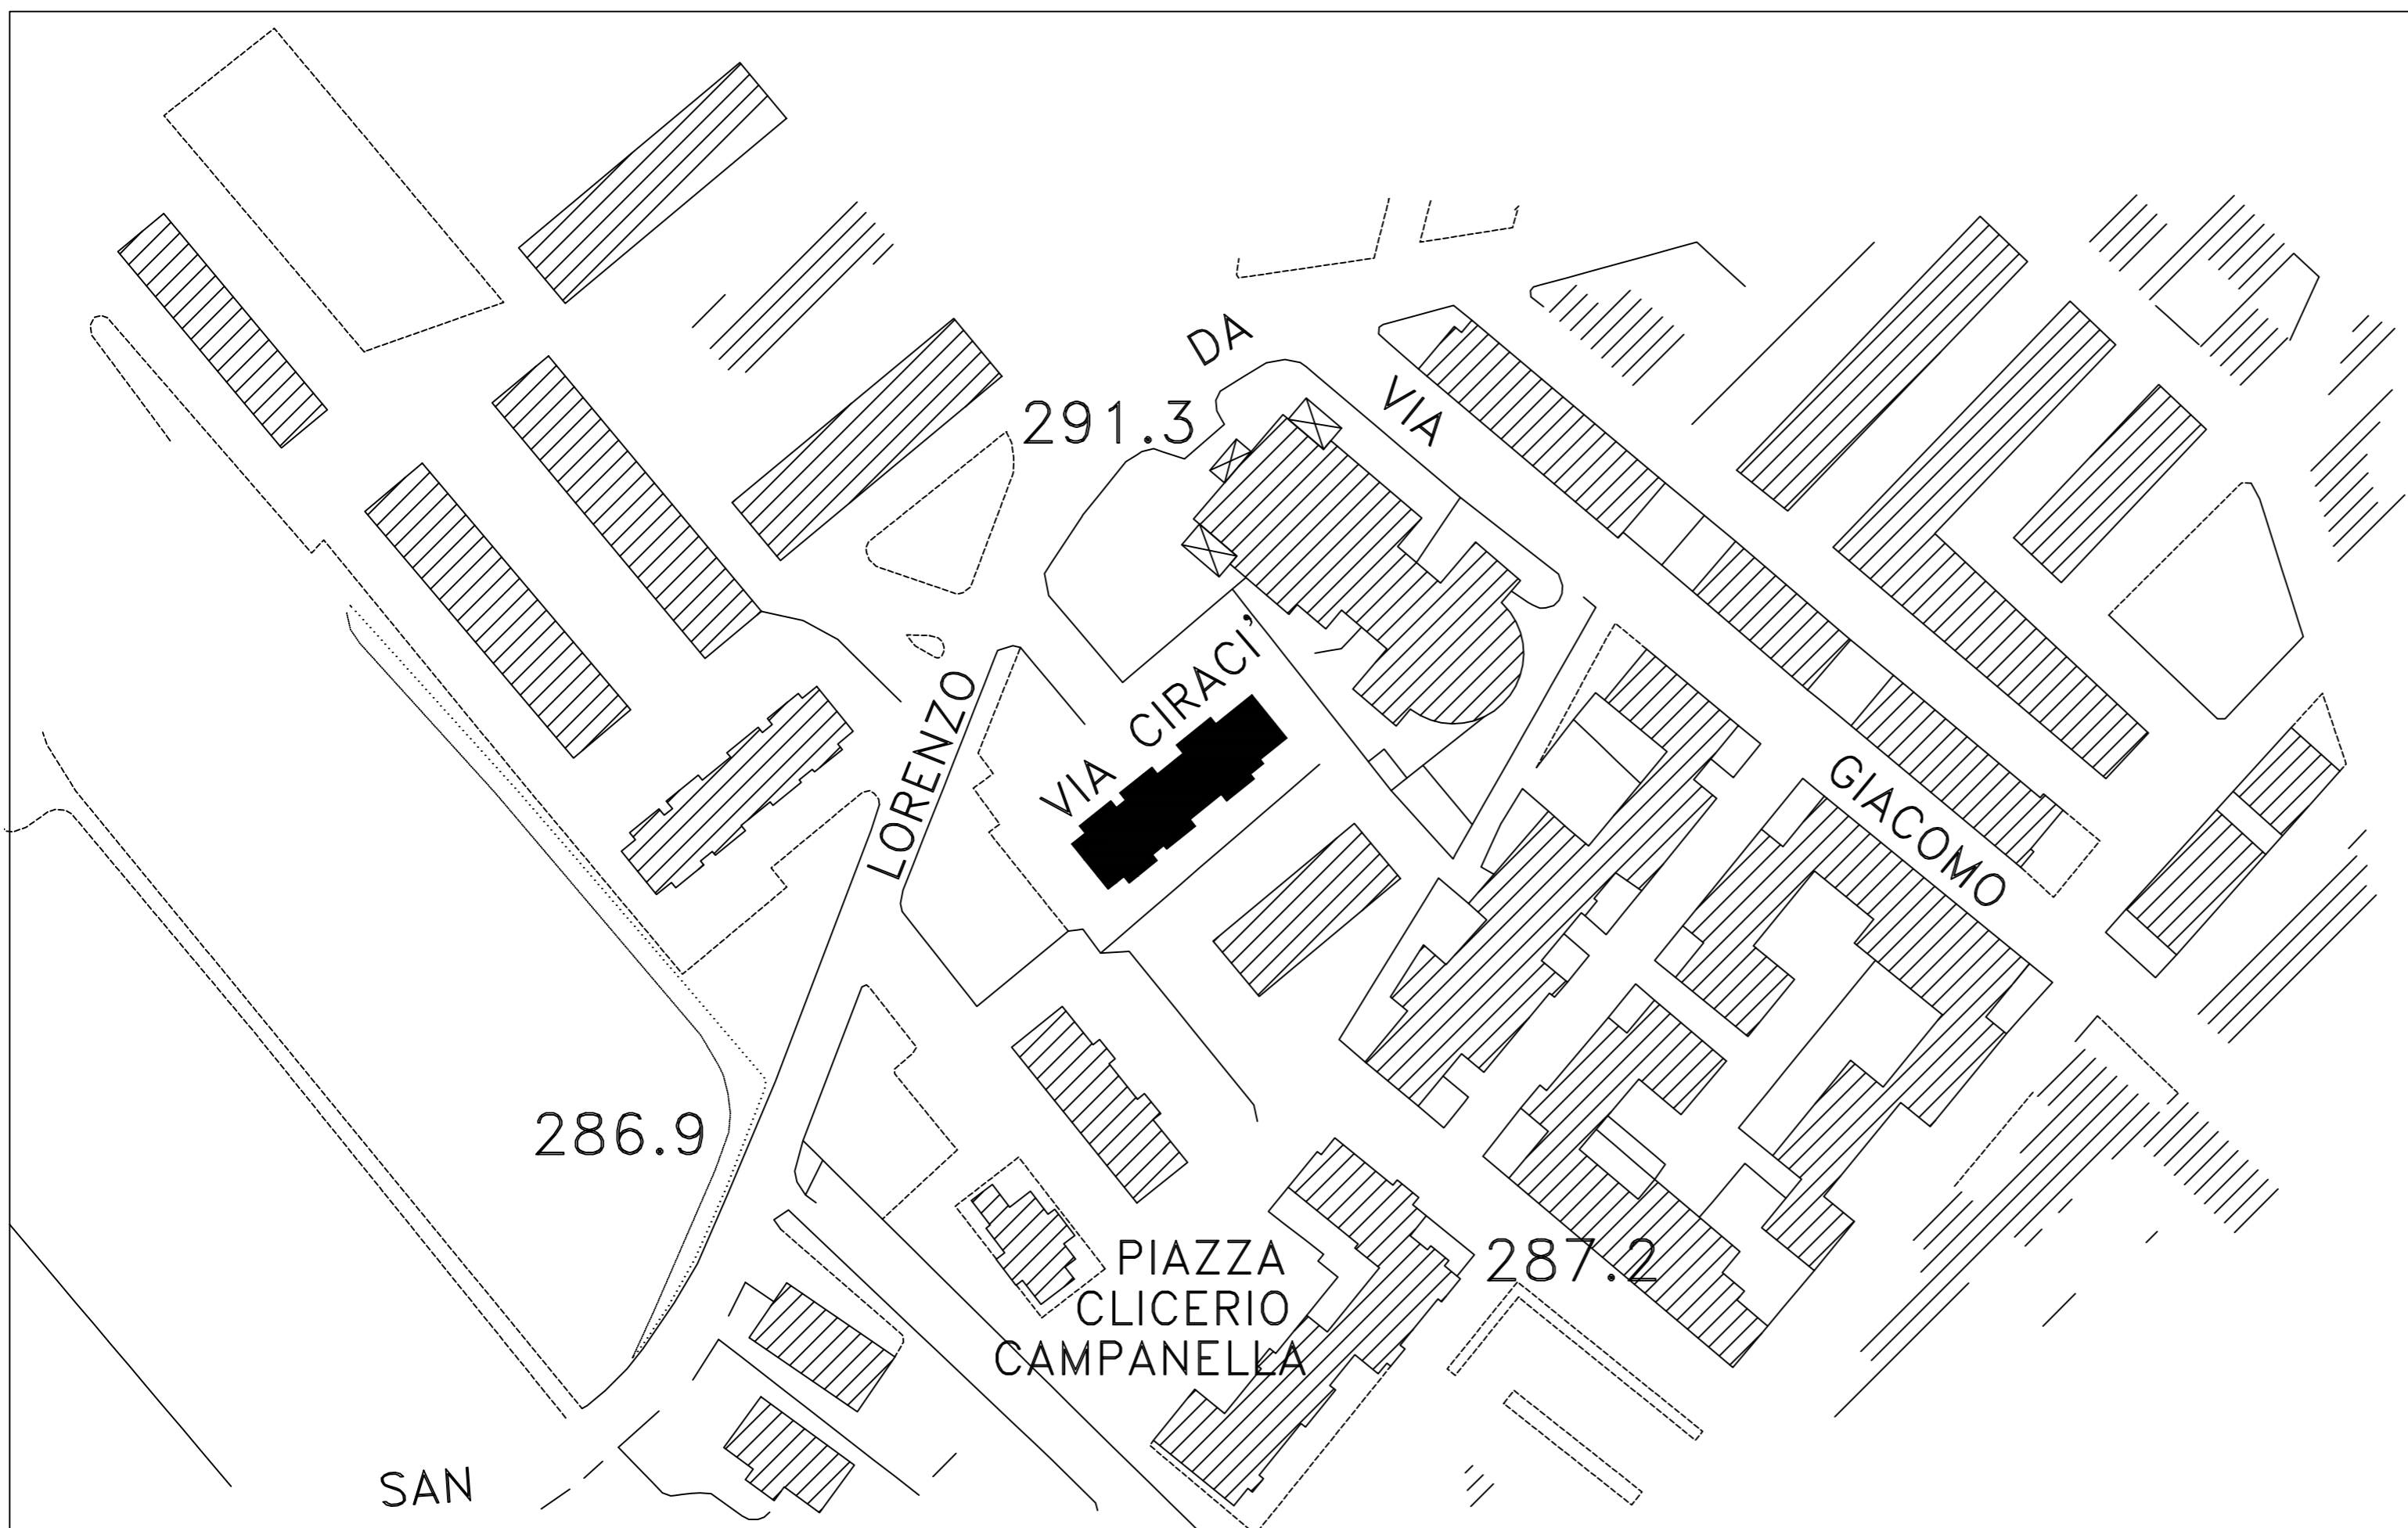 DA
VIA
291.3
VIA CIRACI'
LORENZO
GIACOMO
286.9
PIAZZA
CLICERIO
CAMPANELLA
287.2
SAN